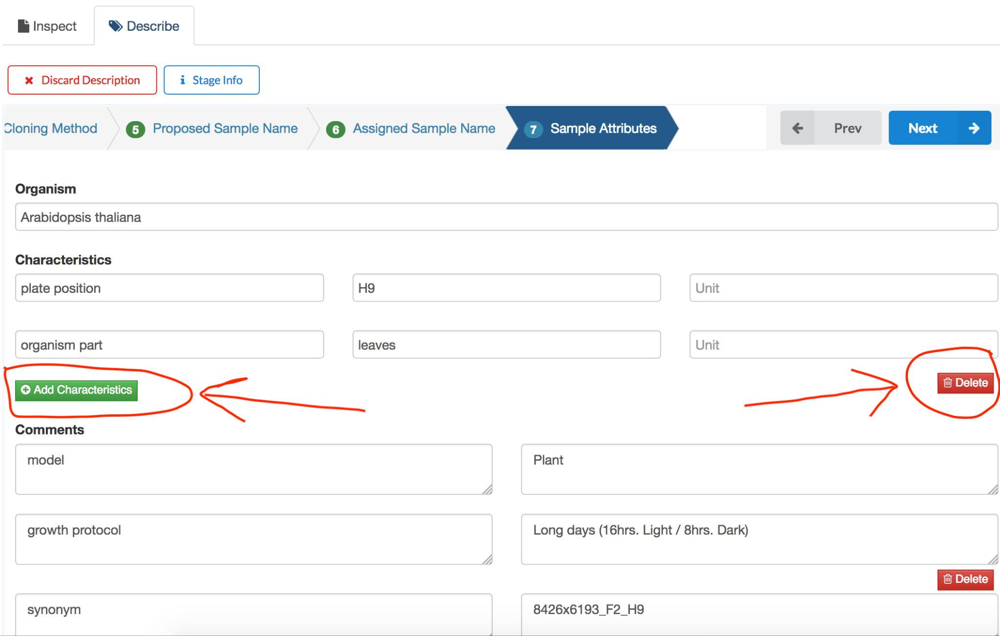 Inspect Describe
Discard Description Stage Info
Cloning Method 5 Proposed Sample Name 6 Assigned Sample Name 7 Sample Attributes Prev Next
Organism
Arabidopsis thaliana
Characteristics
plate position H9 Unit
organism part leaves Unit
Add Characteristics Delete
Comments
model Plant
growth protocol Long days (16hrs. Light / 8hrs. Dark)
Delete
synonym 8426x6193_F2_H9